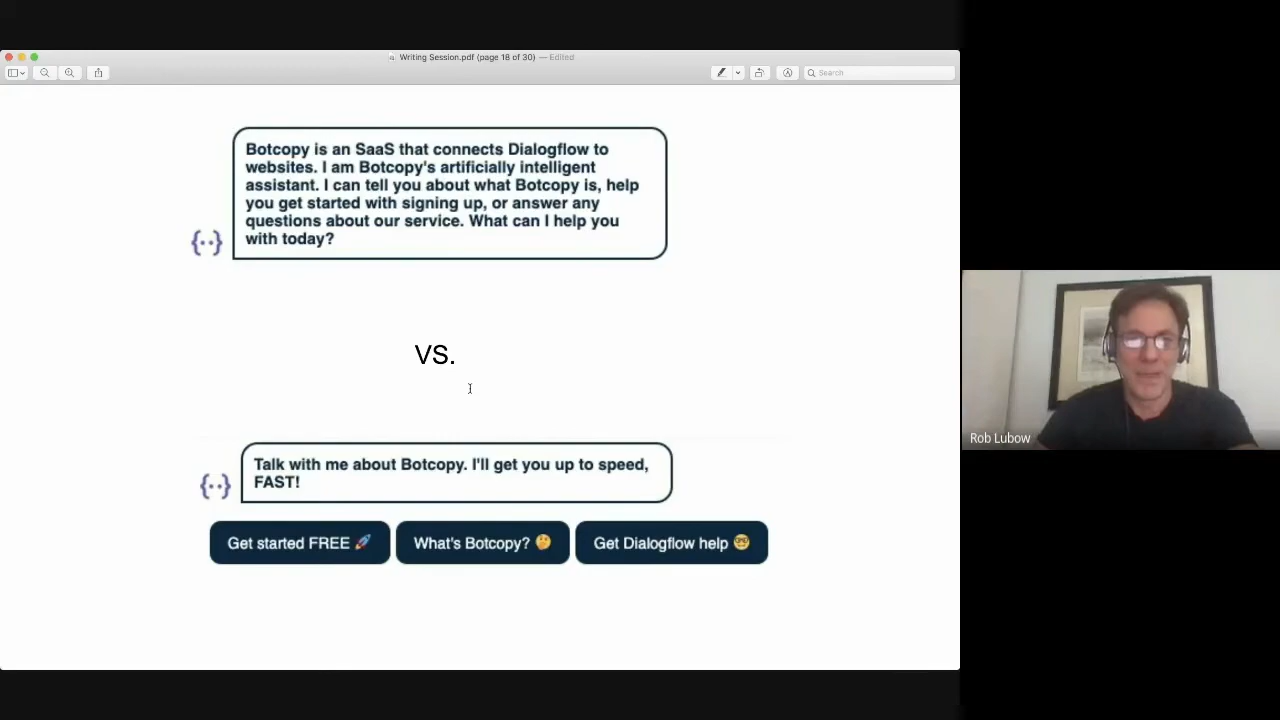 Writing Session.pdf (page 18 of 30) — Edited
Search
Botcopy is an SaaS that connects Dialogflow to
websites. I am Botcopy's artificially intelligent
assistant. I can tell you about what Botcopy is, help
you get started with signing up, or answer any
questions about our service. What can I help you
with today?
{··}
VS.
Talk with me about Botcopy. I'll get you up to speed,
FAST!
{··}
Get started FREE 🚀 What's Botcopy? 🤔 Get Dialogflow help 🤓
Rob Lubow